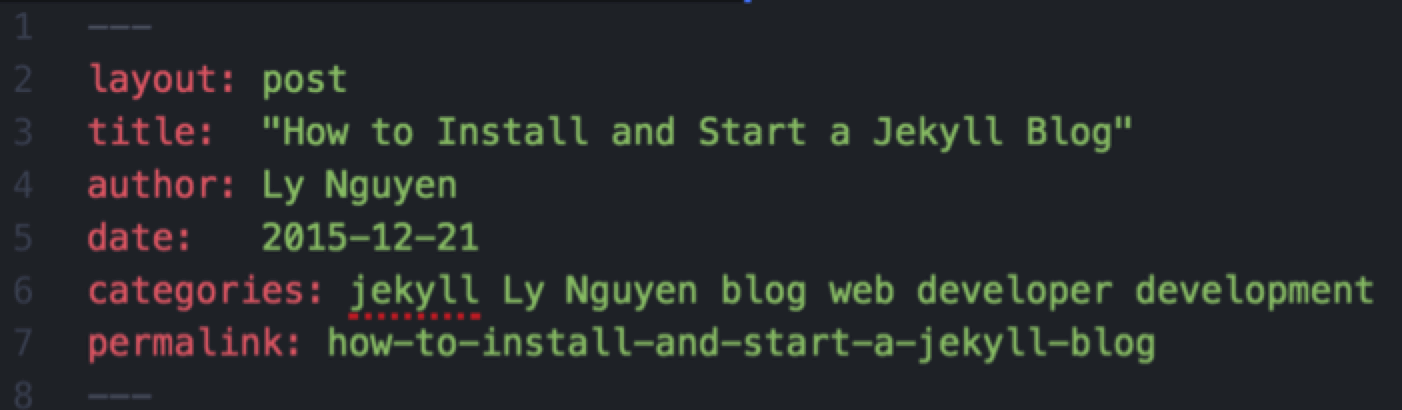 1 ---
2 layout: post
3 title:  "How to Install and Start a Jekyll Blog"
4 author: Ly Nguyen
5 date:   2015-12-21
6 categories: jekyll Ly Nguyen blog web developer development
7 permalink: how-to-install-and-start-a-jekyll-blog
8 ---